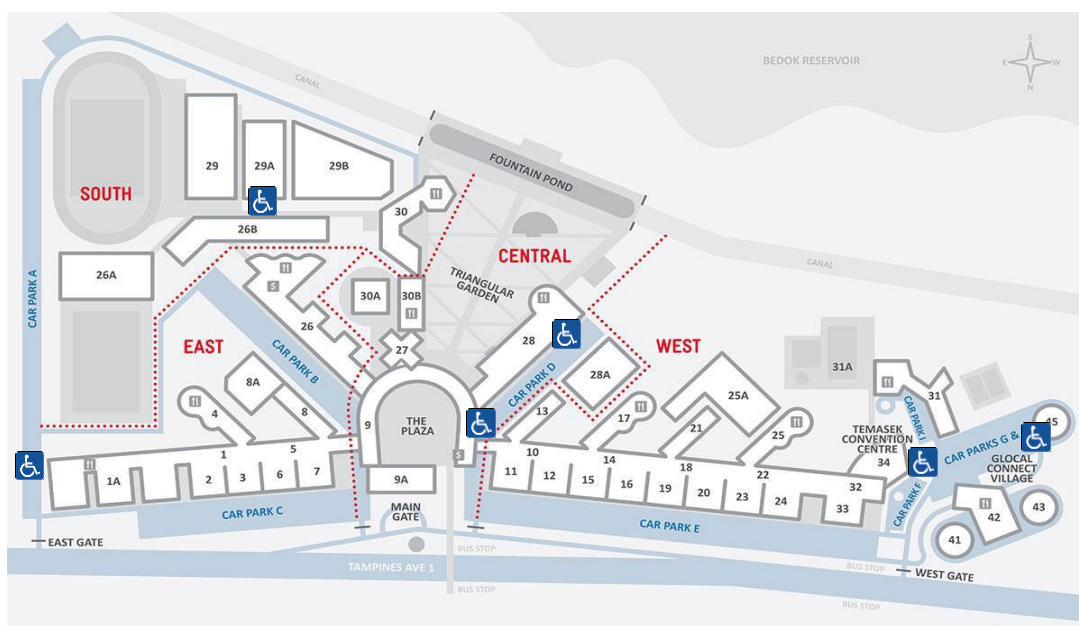 BEDOK RESERVOIR
S
E
W
N
CANAL
FOUNTAIN POND
SOUTH
29
29A
29B
30
26B
CENTRAL
CANAL
26A
TRIANGULAR
GARDEN
30A
30B
CAR PARK A
26
28
EAST
CAR PARK B
27
WEST
CAR PARK D
28A
31A
8A
25A
31
4
8
9
THE
PLAZA
13
17
21
25
CAR PARK I
TEMASEK
CONVENTION
CENTRE
CAR PARKS G &
GLOCAL
CONNECT
VILLAGE
1
5
10
14
18
22
34
1A
2
3
6
7
9A
11
12
15
16
19
20
23
24
32
33
CAR PARK F
42
43
41
MAIN
GATE
CAR PARK C
CAR PARK E
EAST GATE
BUS STOP
TAMPINES AVE 1
BUS STOP
WEST GATE
BUS STOP
BUS STOP